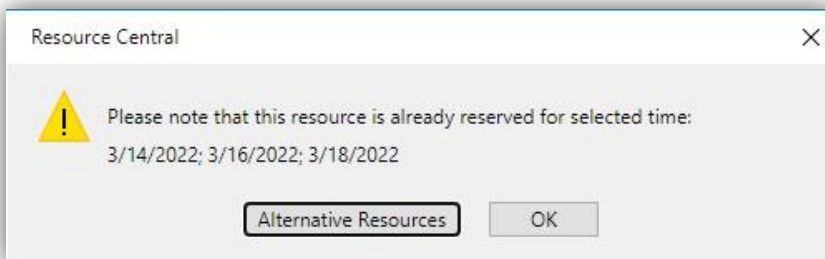 Resource Central
Please note that this resource is already reserved for selected time:
3/14/2022; 3/16/2022; 3/18/2022
Alternative Resources OK